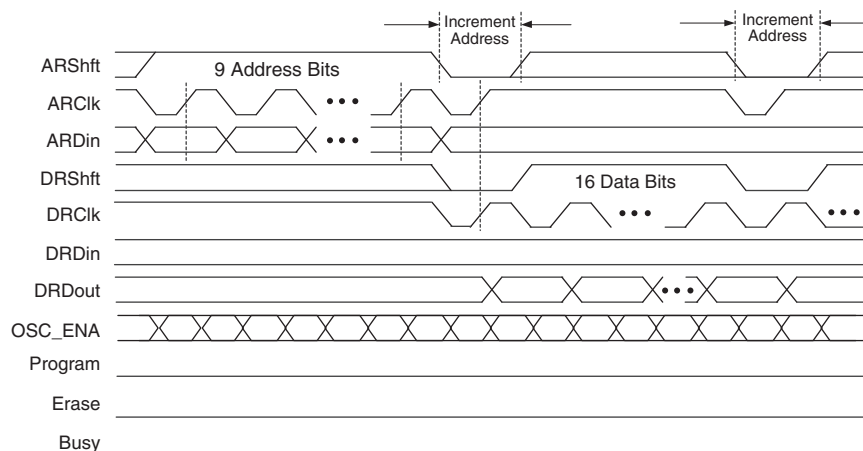 Increment
Address
Increment
Address
ARShft
9 Address Bits
ARClk
ARDin
DRShft
16 Data Bits
DRClk
DRDin
DRDout
OSC_ENA
Program
Erase
Busy